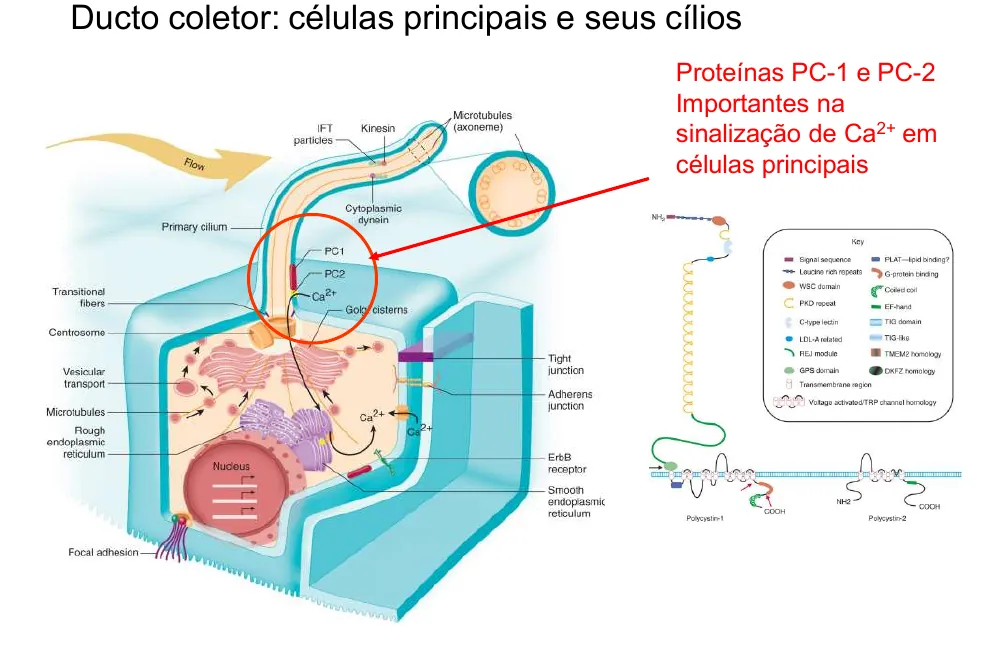 Ducto coletor: células principais e seus cílios
Proteínas PC-1 e PC-2
Importantes na
sinalização de Ca2+ em
células principais
Flow
IFT
particles
Kinesin
Microtubules
(axoneme)
Cytoplasmic
dynein
Primary cilium
PC1
PC2
Ca2+
Transitional
fibers
Golgi cisterns
Centrosome
Vesicular
transport
Microtubules
Rough
endoplasmic
reticulum
Nucleus
Focal adhesion
Ca2+
Ca2+
Tight
junction
Adherens
junction
ErbB
receptor
Smooth
endoplasmic
reticulum
NH2
Key
Signal sequence
Leucine rich repeats
WSC domain
PKD repeat
C-type lectin
LDL-A related
REJ module
GPS domain
Transmembrane region
PLAT—lipid binding?
G-protein binding
Coiled coil
EF-hand
TIG domain
TIG-like
TMEM2 homology
DKFZ homology
Voltage activated/TRP channel homology
COOH
Polycystin-1
NH2
COOH
Polycystin-2